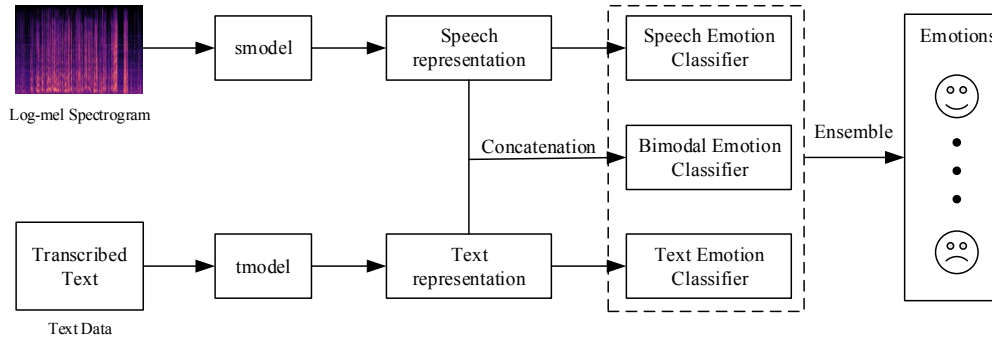 Log-mel Spectrogram
smodel
Speech
representation
Speech Emotion
Classifier
Emotions
Concatenation
Bimodal Emotion
Classifier
Ensemble
Transcribed
Text
Text Data
tmodel
Text
representation
Text Emotion
Classifier